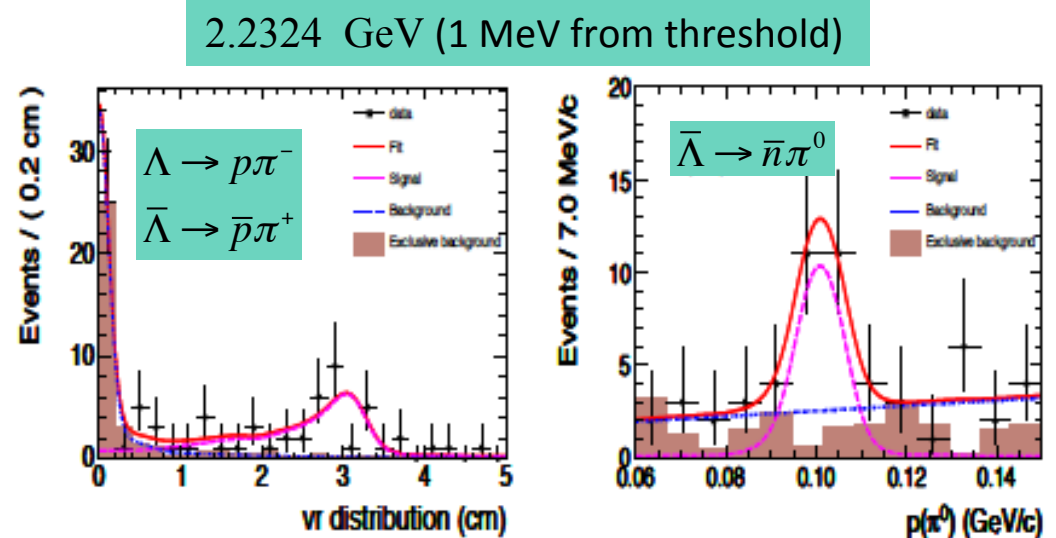 2.2324 GeV (1 MeV from threshold)
Events / ( 0.2 cm )
30
20
10
0
0 1 2 3 4 5
vr distribution (cm)
Λ → pπ⁻
Λ̄ → p̄π⁺
data
Fit
Signal
Background
Exclusive background
Events / 7.0 MeV/c
20
15
10
5
0
0.06 0.08 0.10 0.12 0.14
p(π⁰) (GeV/c)
Λ̄ → n̄π⁰
data
Fit
Signal
Background
Exclusive background